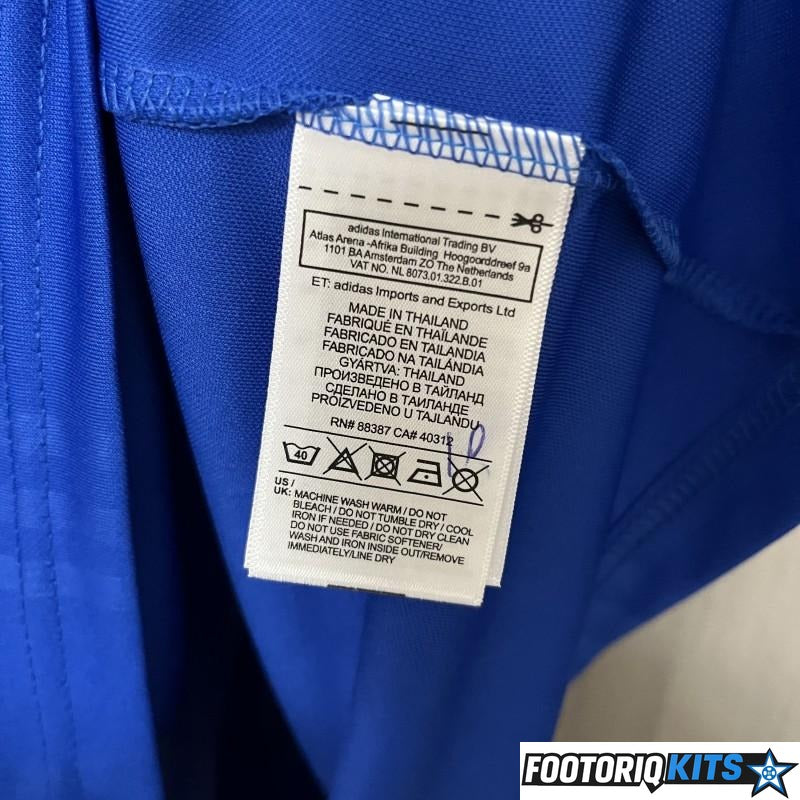 adidas International Trading BV
Atlas Arena -Afrika Building Hoogoorddreef 9a
1101 BA Amsterdam ZO The Netherlands
VAT NO. NL 8073.01.322.B.01
ET: adidas Imports and Exports Ltd
MADE IN THAILAND
FABRIQUÉ EN THAÏLANDE
FABRICADO EN TAILANDIA
FABRICADO NA TAILÂNDIA
GYÁRTVA: THAILAND
ПРОИЗВЕДЕНО В ТАЙЛАНД
СДЕЛАНО В ТАИЛАНДЕ
PROIZVEDENO U TAJLANDU
RN# 88387 CA# 40312
40
US /
UK: MACHINE WASH WARM / DO NOT
BLEACH / DO NOT TUMBLE DRY / COOL
IRON IF NEEDED / DO NOT DRY CLEAN
DO NOT USE FABRIC SOFTENER/
WASH AND IRON INSIDE OUT/REMOVE
IMMEDIATELY/LINE DRY
FOOTORIQKITS